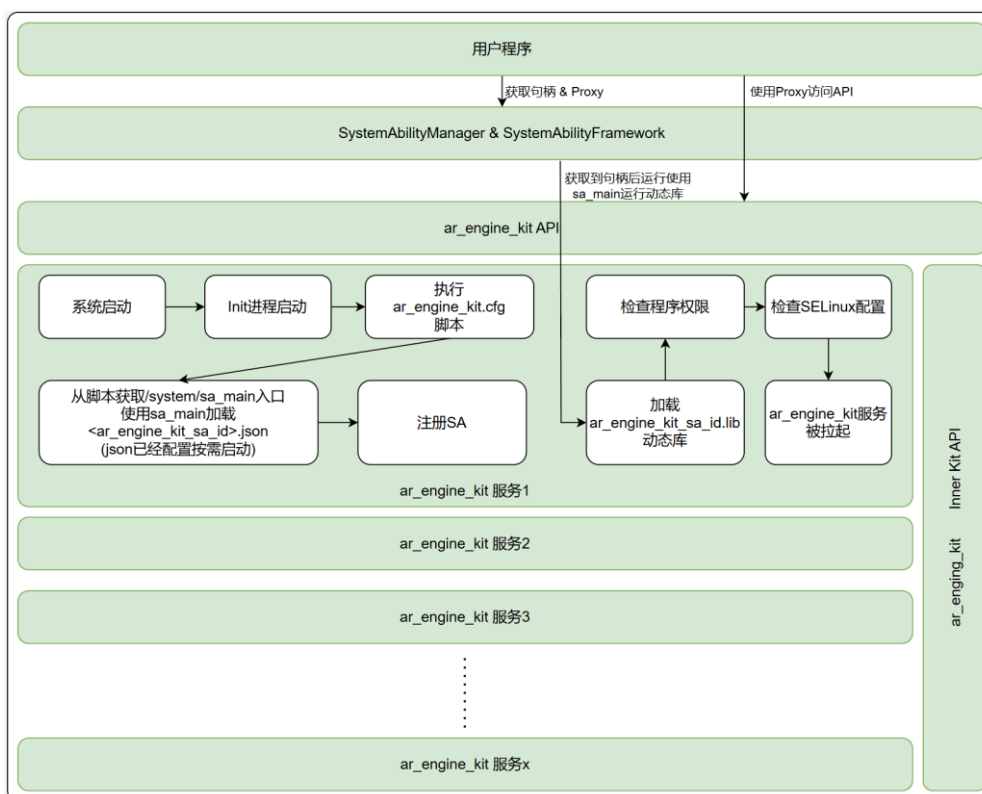 用户程序
获取句柄 & Proxy
使用Proxy访问API
SystemAbilityManager & SystemAbilityFramework
获取到句柄后运行使用
sa_main运行动态库
ar_engine_kit API
系统启动
Init进程启动
执行
ar_engine_kit.cfg
脚本
检查程序权限
检查SELinux配置
从脚本获取/system/sa_main入口
使用sa_main加载
<ar_engine_kit_sa_id>.json
(json已经配置按需启动)
注册SA
加载
ar_engine_kit_sa_id.lib
动态库
ar_engine_kit服务
被拉起
ar_engine_kit 服务1
ar_engine_kit 服务2
ar_engine_kit 服务3
ar_engine_kit 服务x
ar_enging_kit Inner Kit API